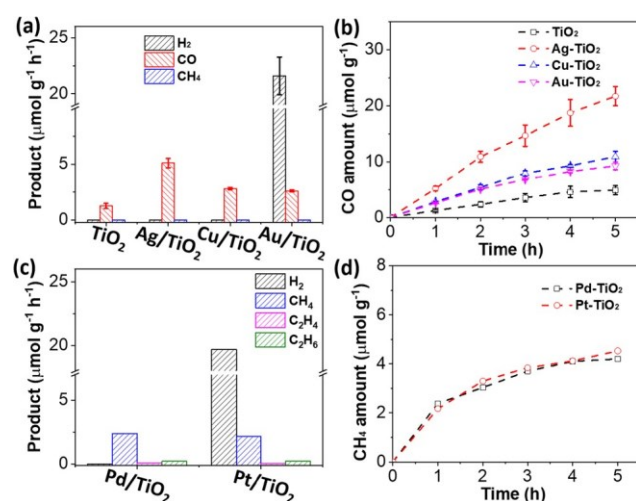 (a)
H₂
CO
CH₄
Product (μmol g⁻¹ h⁻¹)
25
20
5
0
TiO₂
Ag/TiO₂
Cu/TiO₂
Au/TiO₂
(b)
TiO₂
Ag-TiO₂
Cu-TiO₂
Au-TiO₂
CO amount (μmol g⁻¹)
30
20
10
0
0 1 2 3 4 5
Time (h)
(c)
H₂
CH₄
C₂H₄
C₂H₆
Product (μmol g⁻¹ h⁻¹)
25
20
5
0
Pd/TiO₂
Pt/TiO₂
(d)
Pd-TiO₂
Pt-TiO₂
CH₄ amount (μmol g⁻¹)
8
6
4
2
0
0 1 2 3 4 5
Time (h)